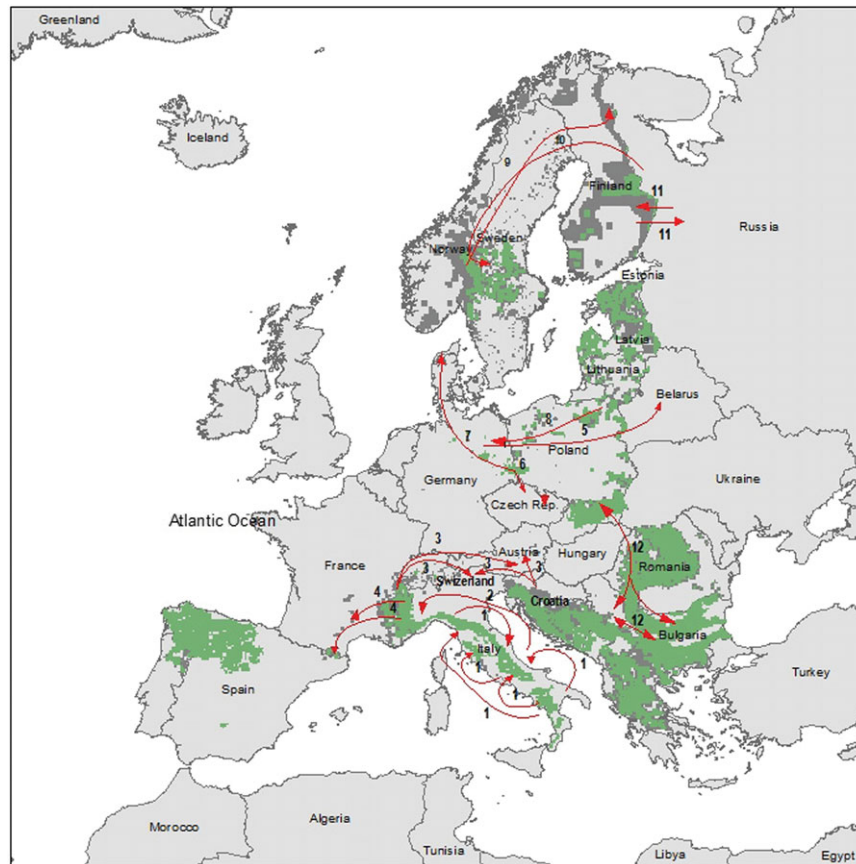 Greenland
Iceland
9
10
Finland
11
11
Russia
Norway
Sweden
Estonia
Latvia
Lithuania
Belarus
8
5
7
Poland
6
Germany
Ukraine
Czech Rep.
Atlantic Ocean
3
Austria
12
France
3
3
3
Hungary
Romania
Swizerland
2
4
4
1
Croatia
12
Bulgaria
Italy
1
1
1
Spain
1
Turkey
Morocco
Algeria
Tunisia
Libya
Egypt